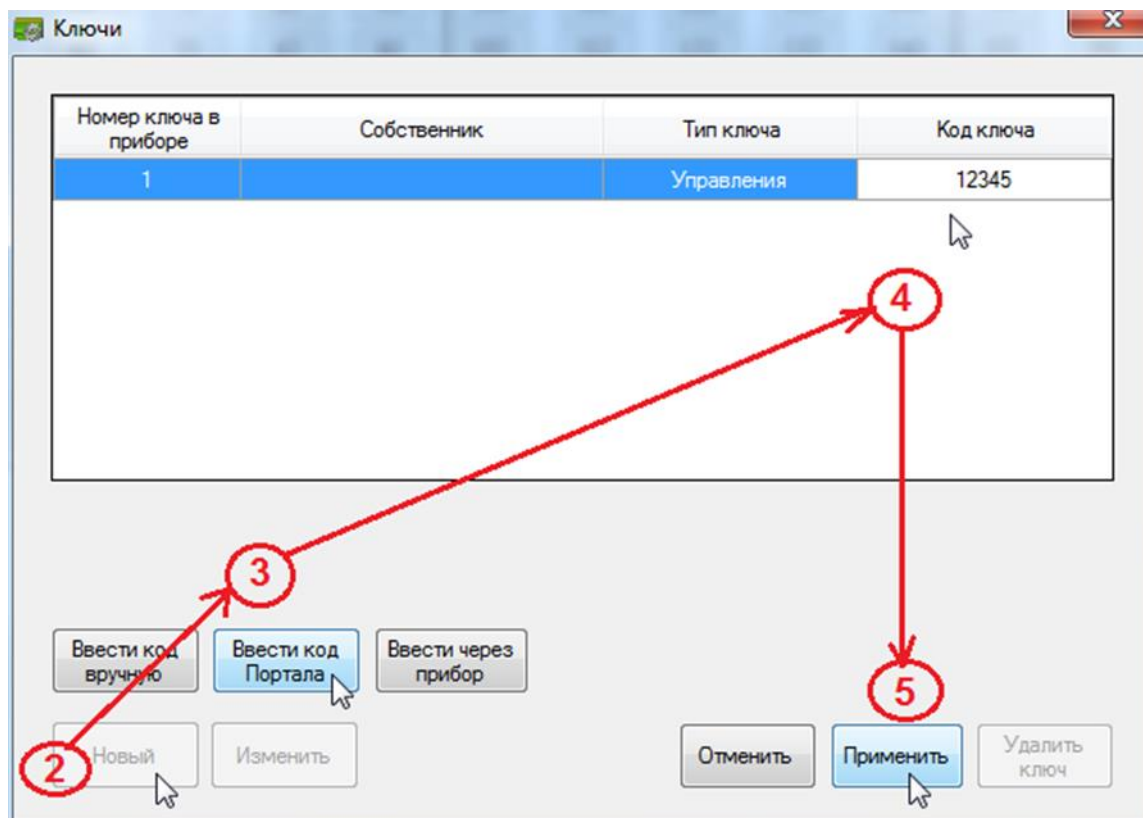 Ключи
Номер ключа в
приборе
Собственник
Тип ключа
Код ключа
1
Управления
12345
4
3
5
2
Ввести код
вручную
Ввести код
Портала
Ввести через
прибор
Новый
Изменить
Отменить
Применить
Удалить
ключ